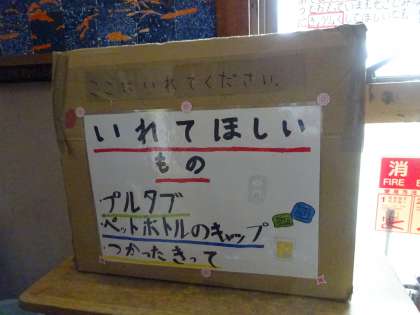 ここにいれてください。
いれてほしい
もの
・プルタブ
・ペットボトルのキャップ
・つかったきって
消
FIRE